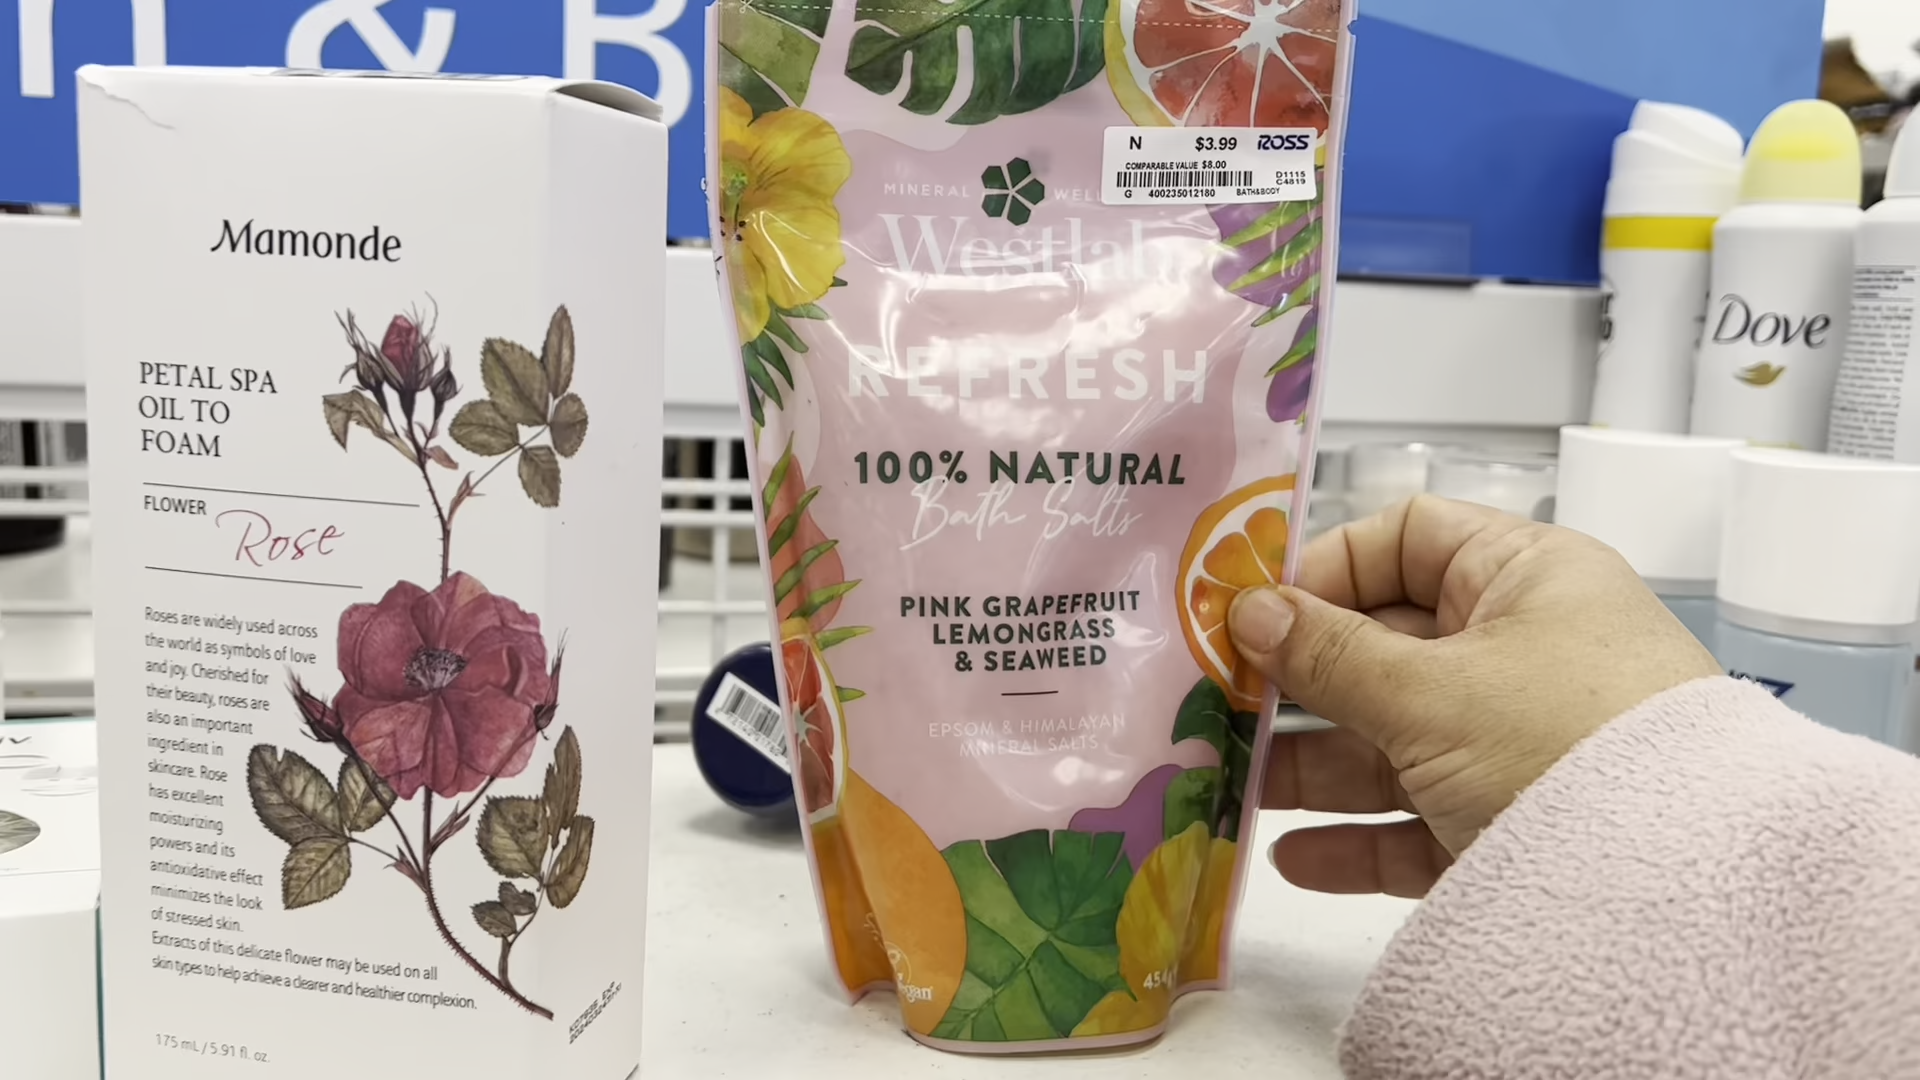 & B
Mamonde
PETAL SPA
OIL TO
FOAM
FLOWER
Rose
Roses are widely used across
the world as symbols of love
and joy. Cherished for
their beauty, roses are
also an important
ingredient in
skincare. Rose
has excellent
moisturizing
powers and its
antioxidative effect
minimizes the look
of stressed skin.
Extracts of this delicate flower may be used on all
skin types to help achieve a clearer and healthier complexion.
175 mL / 5.91 fl. oz.
N $3.99 ROSS
COMPARABLE VALUE $8.00
D1115
C4819
G 400235012180 BATH&BODY
MINERAL WELL
Westlab
REFRESH
100% NATURAL
Bath Salts
PINK GRAPEFRUIT
LEMONGRASS
& SEAWEED
EPSOM & HIMALAYAN
MINERAL SALTS
454g
Dove